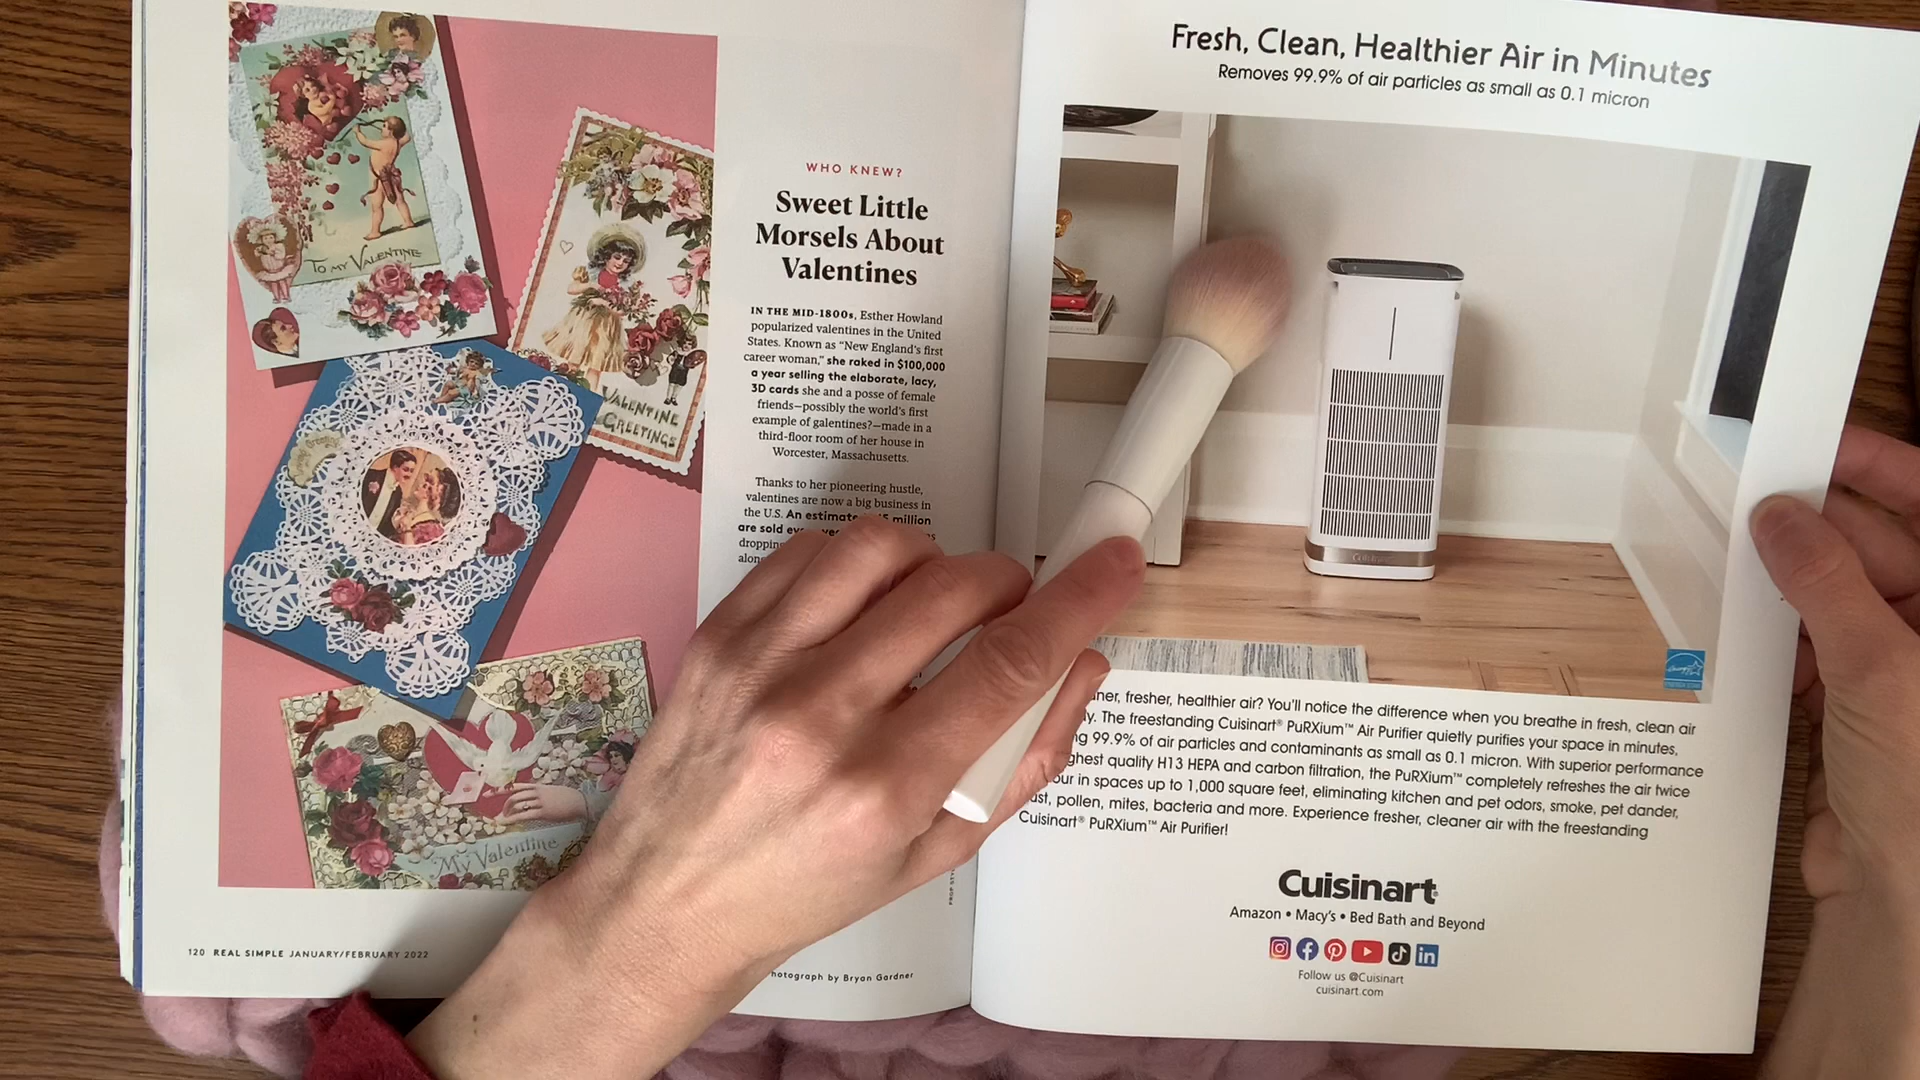 TO MY VALENTINE
VALENTINE
GREETINGS
My Valentine
WHO KNEW?
Sweet Little
Morsels About
Valentines
IN THE MID-1800s, Esther Howland
popularized valentines in the United
States. Known as “New England’s first
career woman,” she raked in $100,000
a year selling the elaborate, lacy,
3D cards she and a posse of female
friends—possibly the world’s first
example of galentines?—made in a
third-floor room of her house in
Worcester, Massachusetts.
Thanks to her pioneering hustle,
valentines are now a big business in
the U.S. An million
are sold
120 REAL SIMPLE JANUARY/FEBRUARY 2022
by Bryan Gardner
Fresh, Clean, Healthier Air in Minutes
Removes 99.9% of air particles as small as 0.1 micron
Cuisinart
fresher, healthier air? You'll notice the difference when you breathe in fresh, clean air
The freestanding Cuisinart® PuRXium™ Air Purifier quietly purifies your space in minutes,
99.9% of air particles and contaminants as small as 0.1 micron. With superior performance
quality H13 HEPA and carbon filtration, the PuRXium™ completely refreshes the air twice
in spaces up to 1,000 square feet, eliminating kitchen and pet odors, smoke, pet dander,
pollen, mites, bacteria and more. Experience fresher, cleaner air with the freestanding
Cuisinart® PuRXium™ Air Purifier!
Cuisinart®
Amazon • Macy's • Bed Bath and Beyond
Follow us @Cuisinart
cuisinart.com